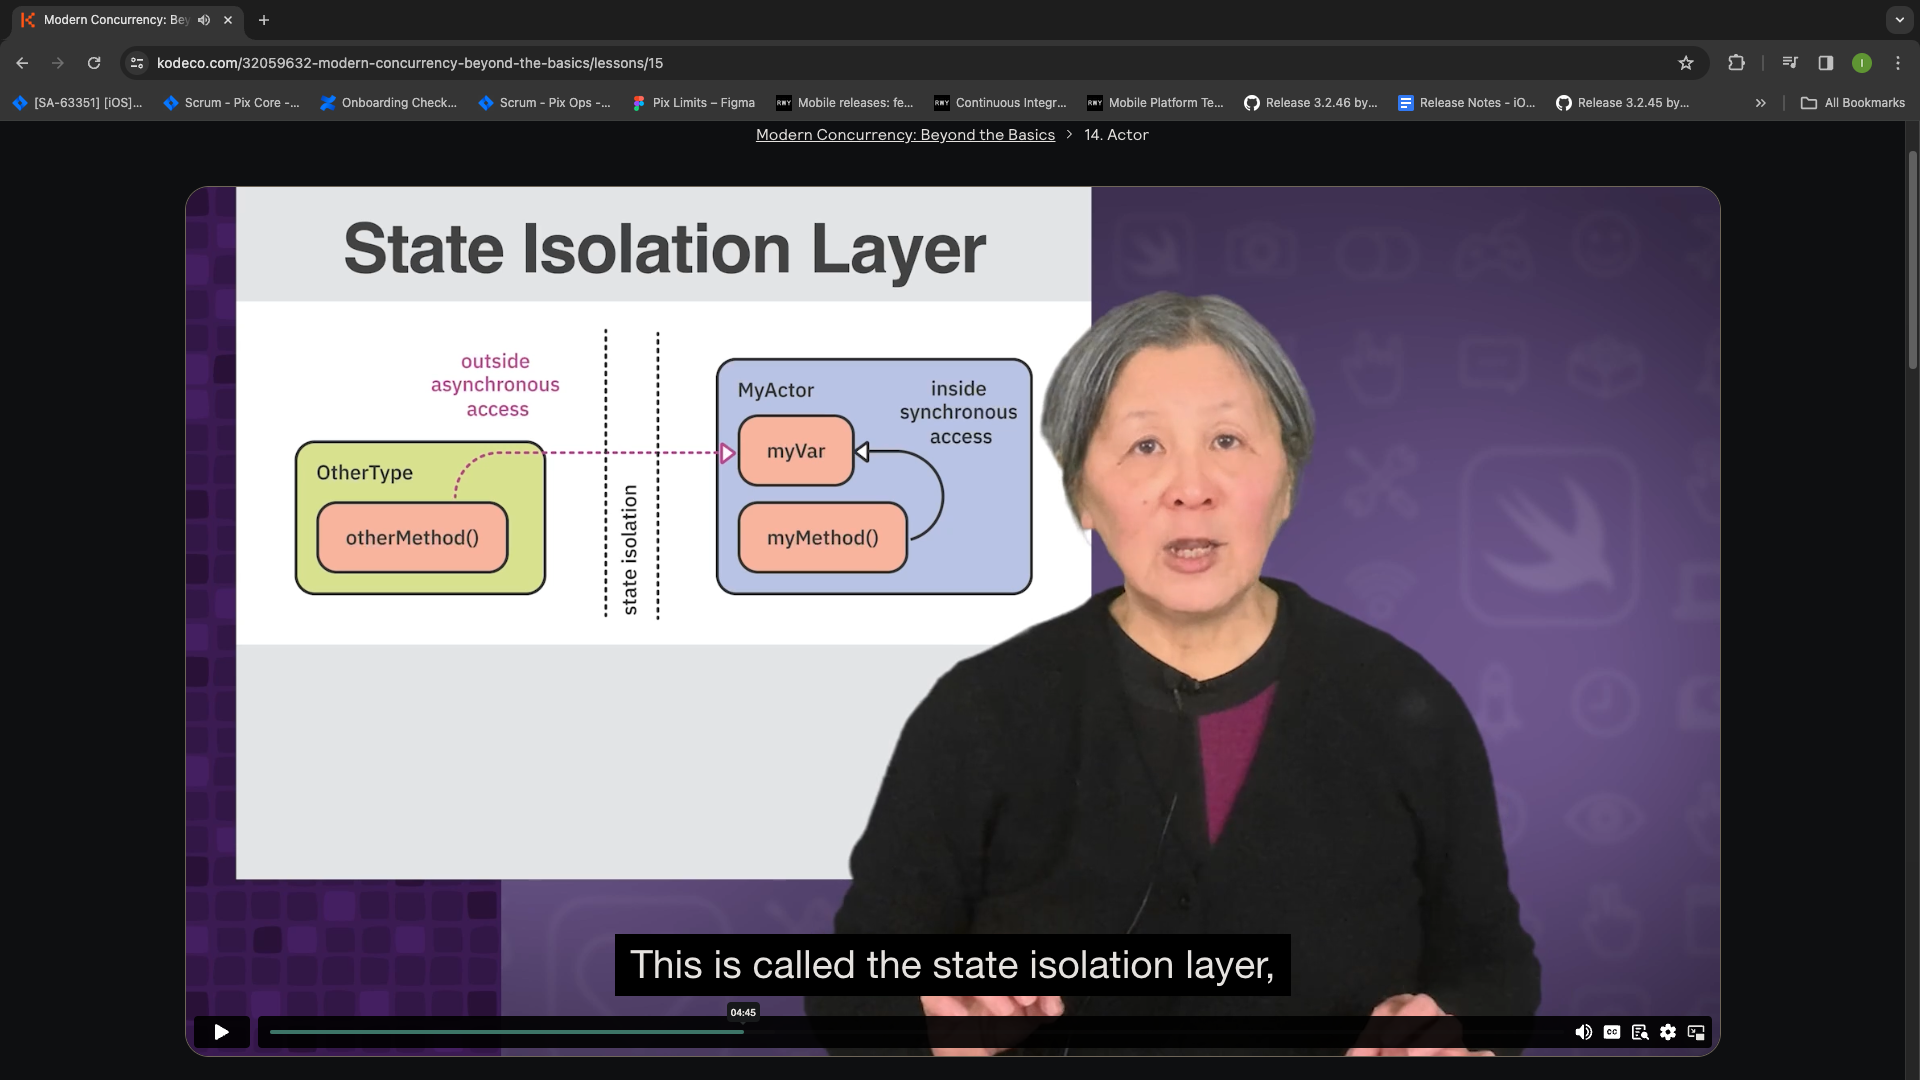 Modern Concurrency: Bey
kodeco.com/32059632-modern-concurrency-beyond-the-basics/lessons/15
[SA-63351] [iOS]...
Scrum - Pix Core -...
Onboarding Check...
Scrum - Pix Ops -...
Pix Limits – Figma
RWY
Mobile releases: fe...
RWY
Continuous Integr...
RWY
Mobile Platform Te...
Release 3.2.46 by...
Release Notes - iO...
Release 3.2.45 by...
All Bookmarks
Modern Concurrency: Beyond the Basics > 14. Actor
State Isolation Layer
outside
asynchronous
access
OtherType
otherMethod()
state isolation
MyActor
inside
synchronous
access
myVar
myMethod()
This is called the state isolation layer,
04:45
CC